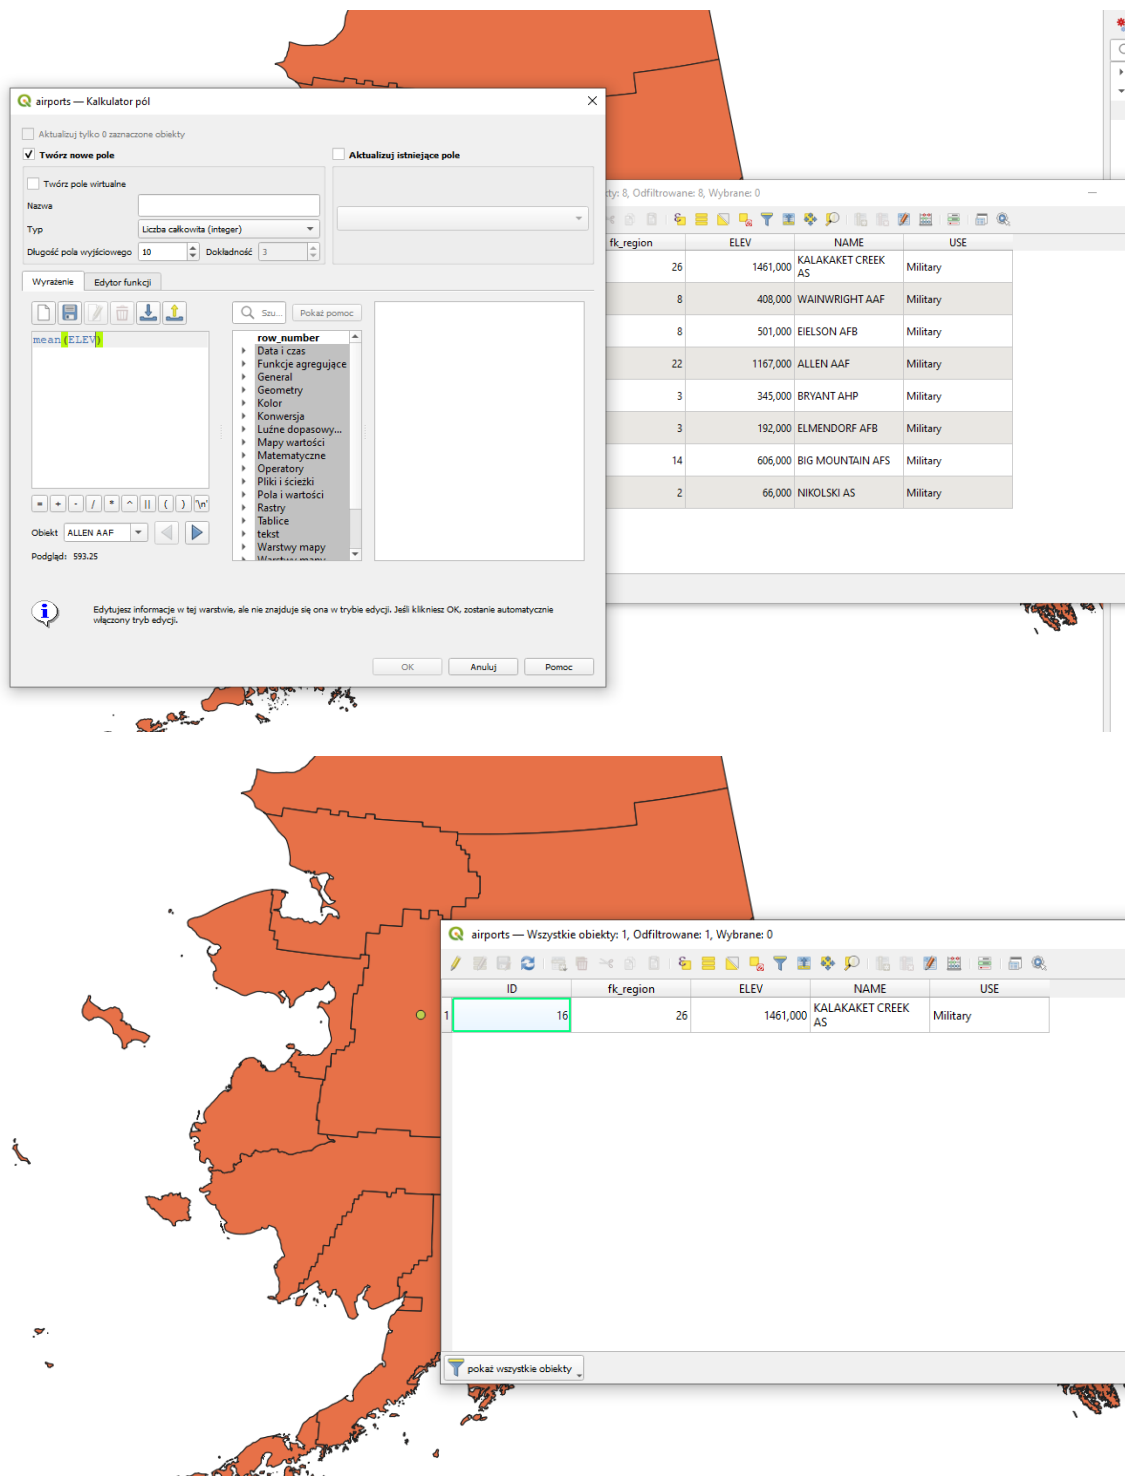 airports — Kalkulator pól
Aktualizuj tylko 0 zaznaczone obiekty
Twórz nowe pole
Aktualizuj istniejące pole
Twórz pole wirtualne
Nazwa
Typ
Liczba całkowita (integer)
Długość pola wyjściowego 10 Dokładność 3
Wyrażenie Edytor funkcji
Szu... Pokaż pomoc
mean(ELEV)
row_number
Data i czas
Funkcje agregujące
General
Geometry
Kolor
Konwersja
Luźne dopasowy...
Mapy wartości
Matematyczne
Operatory
Pliki i ścieżki
Pola i wartości
Rastry
Tablice
tekst
Warstwy mapy
= + - / * ^ || ( ) '\n'
Obiekt ALLEN AAF
Podgląd: 593.25
Edytujesz informacje w tej warstwie, ale nie znajduje się ona w trybie edycji. Jeśli klikniesz OK, zostanie automatycznie
włączony tryb edycji.
OK Anuluj Pomoc
kty: 8, Odfiltrowane: 8, Wybrane: 0
fk_region ELEV NAME USE
26 1461,000 KALAKAKET CREEK AS Military
8 408,000 WAINWRIGHT AAF Military
8 501,000 EIELSON AFB Military
22 1167,000 ALLEN AAF Military
3 345,000 BRYANT AHP Military
3 192,000 ELMENDORF AFB Military
14 606,000 BIG MOUNTAIN AFS Military
2 66,000 NIKOLSKI AS Military
airports — Wszystkie obiekty: 1, Odfiltrowane: 1, Wybrane: 0
ID fk_region ELEV NAME USE
1 16 26 1461,000 KALAKAKET CREEK AS Military
pokaż wszystkie obiekty